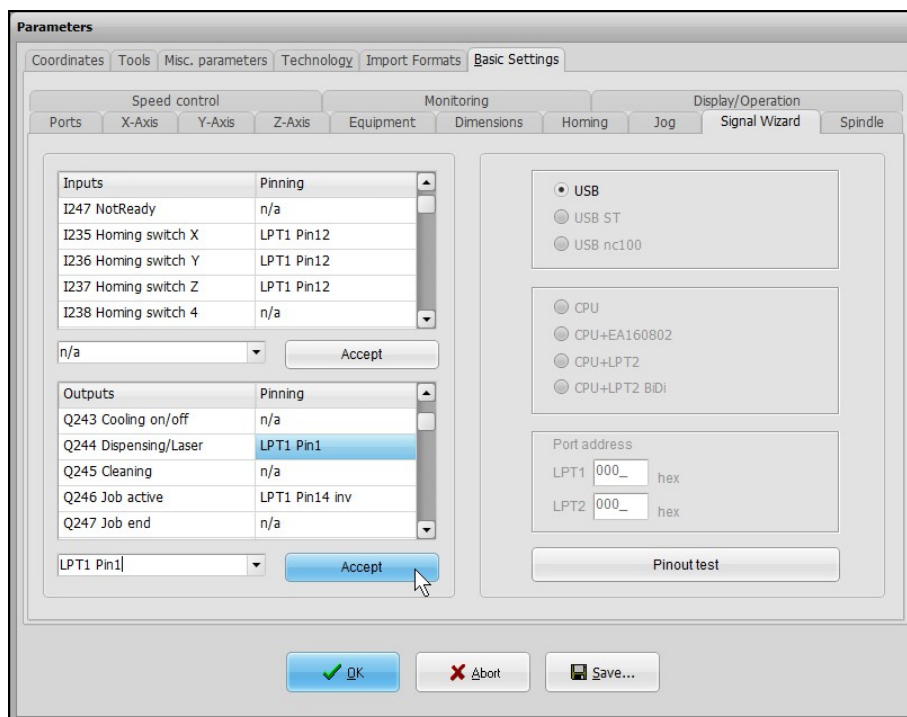 Parameters
Coordinates Tools Misc. parameters Technology Import Formats Basic Settings
Speed control Monitoring Display/Operation
Ports X-Axis Y-Axis Z-Axis Equipment Dimensions Homing Jog Signal Wizard Spindle
Inputs Pinning
I247 NotReady n/a
I235 Homing switch X LPT1 Pin12
I236 Homing switch Y LPT1 Pin12
I237 Homing switch Z LPT1 Pin12
I238 Homing switch 4 n/a
n/a Accept
Outputs Pinning
Q243 Cooling on/off n/a
Q244 Dispensing/Laser LPT1 Pin1
Q245 Cleaning n/a
Q246 Job active LPT1 Pin14 inv
Q247 Job end n/a
LPT1 Pin1 Accept
USB
USB ST
USB nc100
CPU
CPU+EA160802
CPU+LPT2
CPU+LPT2 BiDi
Port address
LPT1 000_ hex
LPT2 000_ hex
Pinout test
OK Abort Save...